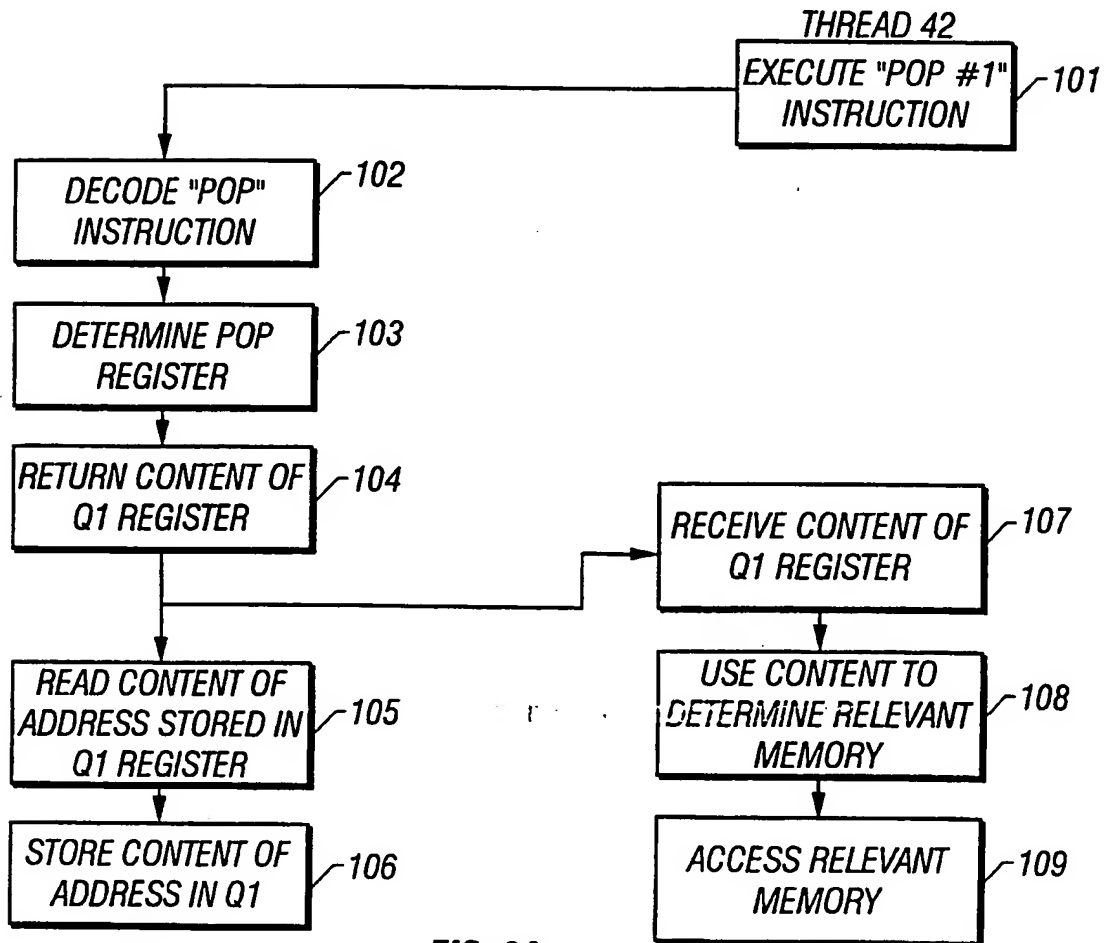 THREAD 42
EXECUTE "POP #1"
INSTRUCTION
101
DECODE "POP"
INSTRUCTION
102
DETERMINE POP
REGISTER
103
RETURN CONTENT OF
Q1 REGISTER
104
RECEIVE CONTENT OF
Q1 REGISTER
107
READ CONTENT OF
ADDRESS STORED IN
Q1 REGISTER
105
USE CONTENT TO
DETERMINE RELEVANT
MEMORY
108
STORE CONTENT OF
ADDRESS IN Q1
106
ACCESS RELEVANT
MEMORY
109